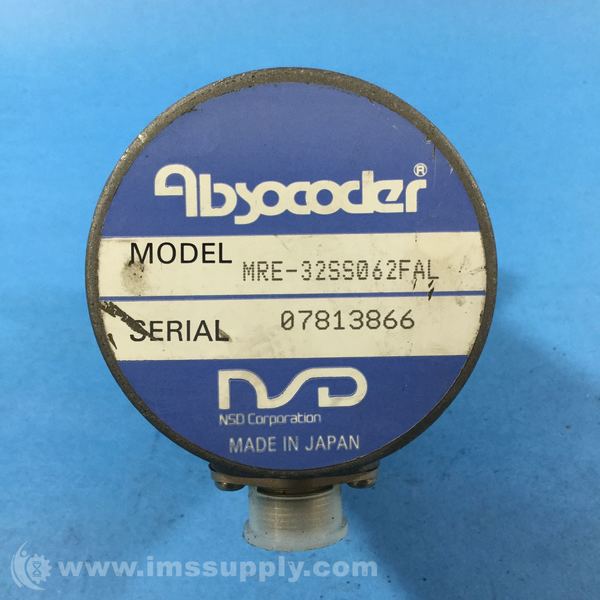 Absocoder®
MODEL MRE-32SS062FAL
SERIAL 07813866
NSD
NSD Corporation
MADE IN JAPAN
www.imssupply.com